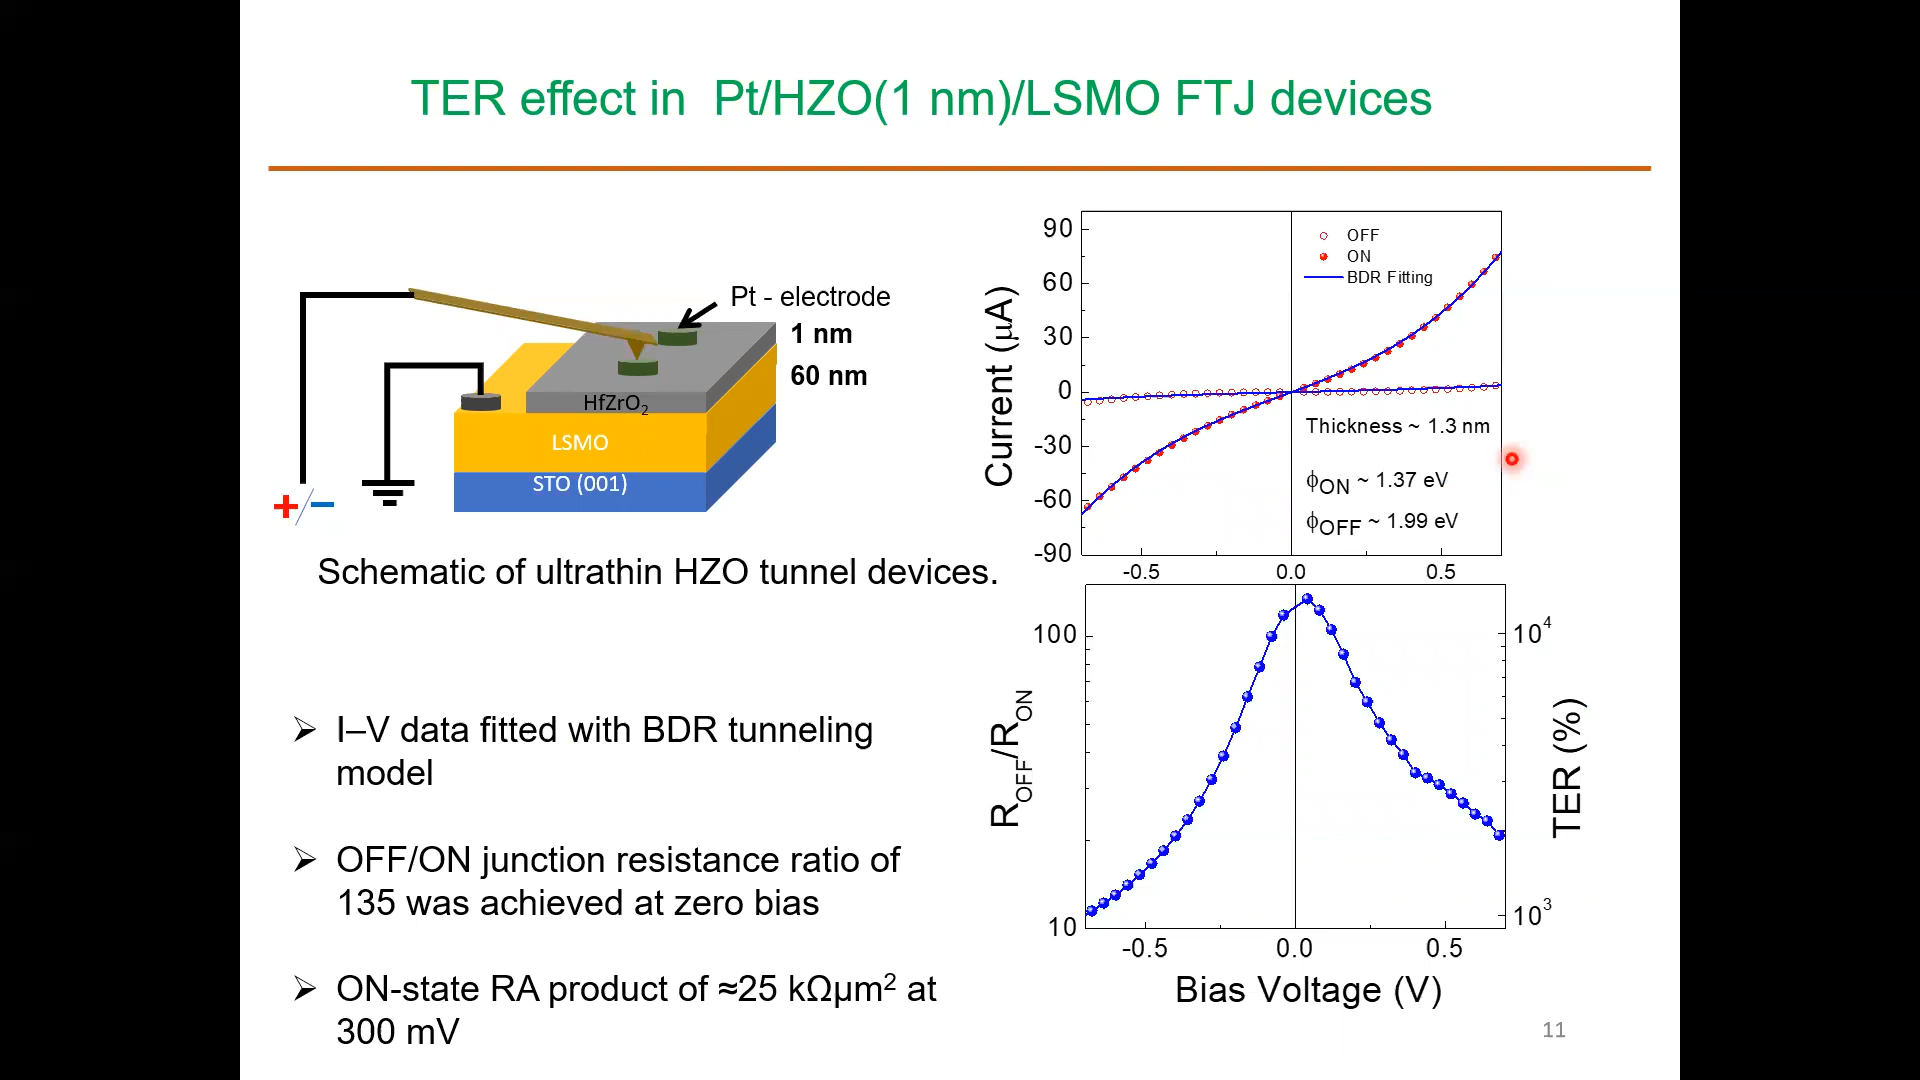 TER effect in Pt/HZO(1 nm)/LSMO FTJ devices
Pt - electrode
1 nm
60 nm
HfZrO2
LSMO
STO (001)
+/−
Schematic of ultrathin HZO tunnel devices.
➢ I–V data fitted with BDR tunneling
model
➢ OFF/ON junction resistance ratio of
135 was achieved at zero bias
➢ ON-state RA product of ≈25 kΩμm² at
300 mV
Current (μA)
90
60
30
0
-30
-60
-90
OFF
ON
BDR Fitting
Thickness ~ 1.3 nm
ϕON ~ 1.37 eV
ϕOFF ~ 1.99 eV
-0.5 0.0 0.5
ROFF/RON
100
10
TER (%)
10⁴
10³
-0.5 0.0 0.5
Bias Voltage (V)
11